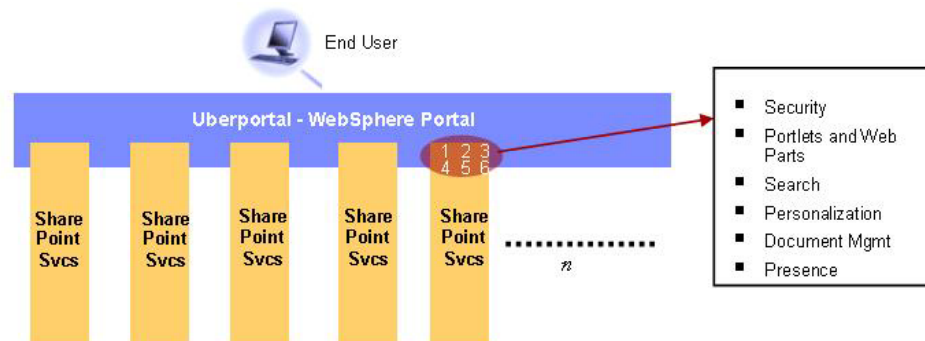 End User
Uberportal - WebSphere Portal
1 2 3
4 5 6
Share
Point
Svcs
Share
Point
Svcs
Share
Point
Svcs
Share
Point
Svcs
Share
Point
Svcs
n
▪ Security
▪ Portlets and Web
Parts
▪ Search
▪ Personalization
▪ Document Mgmt
▪ Presence